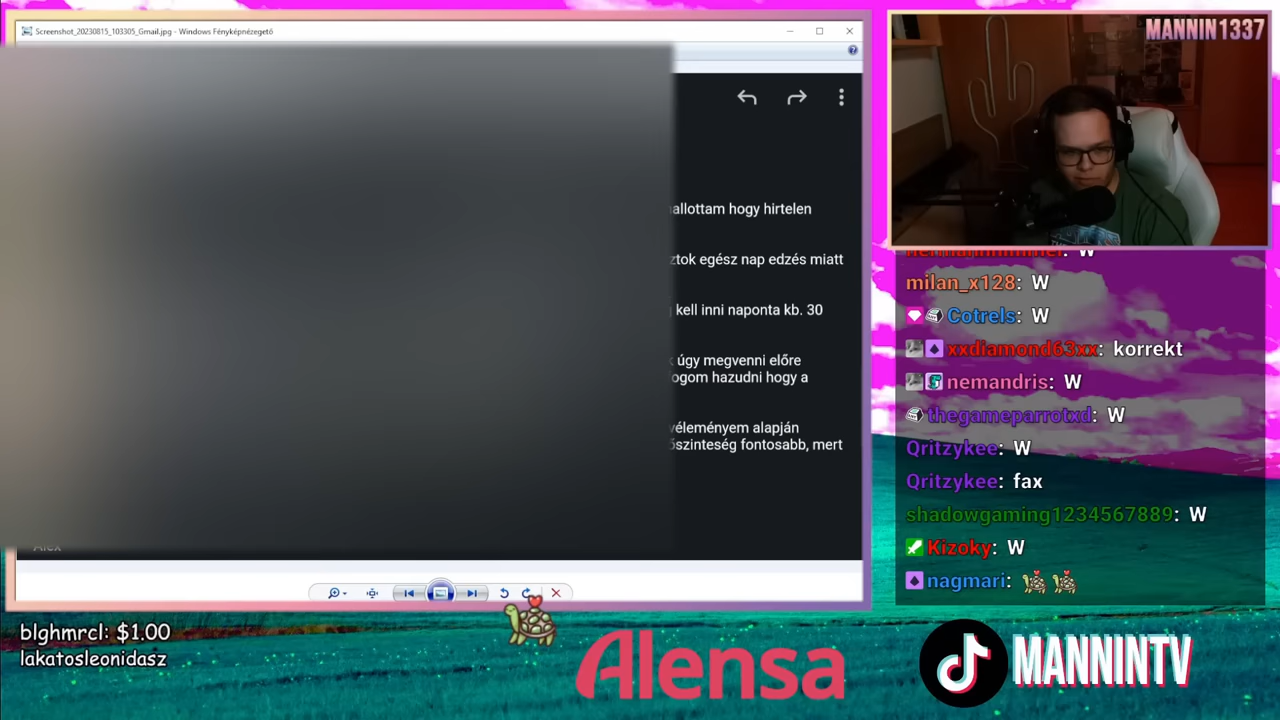 Screenshot_20230815_103305_Gmail.jpg - Windows Fényképnézegető
MANNIN1337
allottam hogy hirtelen
egész nap edzés miatt
kell inni naponta kb. 30
úgy megvenni előre
ogom hazudni hogy a
véleményem alapján
őszinteség fontosabb, mert
Alex
W
milan_x128: W
Cotrels: W
xxdiamond63xx: korrekt
nemandris: W
thegameparrotxd: W
Qritzykee: W
Qritzykee: fax
shadowgaming1234567889: W
Kizoky: W
nagmari:
blghmrcl: $1.00
lakatosleonidasz
Alensa
MANNINTV